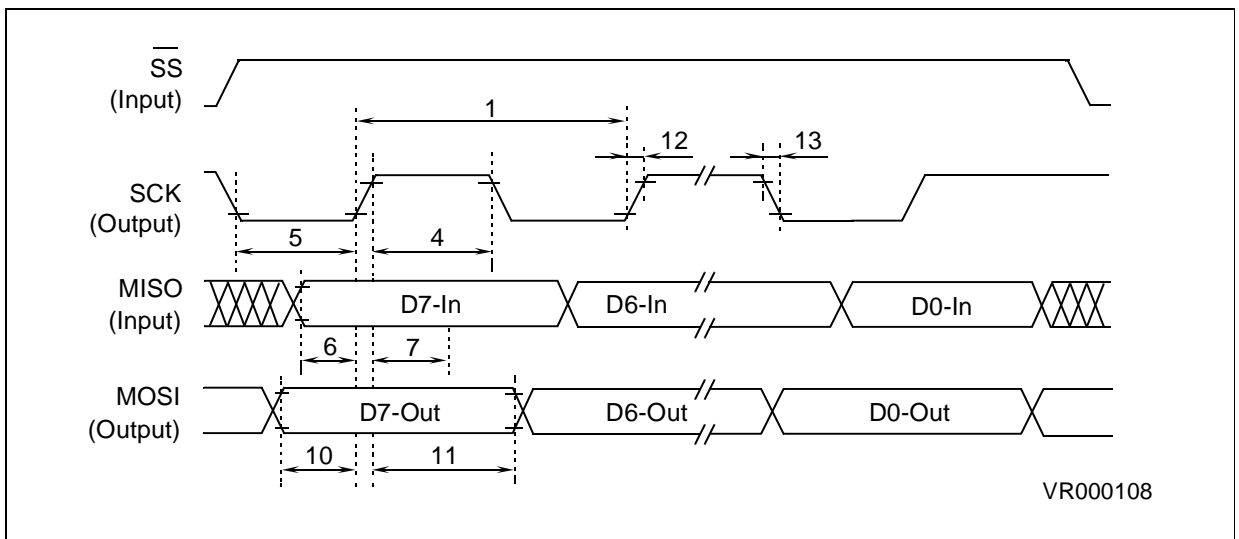 SS
(Input)
1
12
13
SCK
(Output)
5
4
MISO
(Input)
D7-In
D6-In
D0-In
6
7
MOSI
(Output)
D7-Out
D6-Out
D0-Out
10
11
VR000108